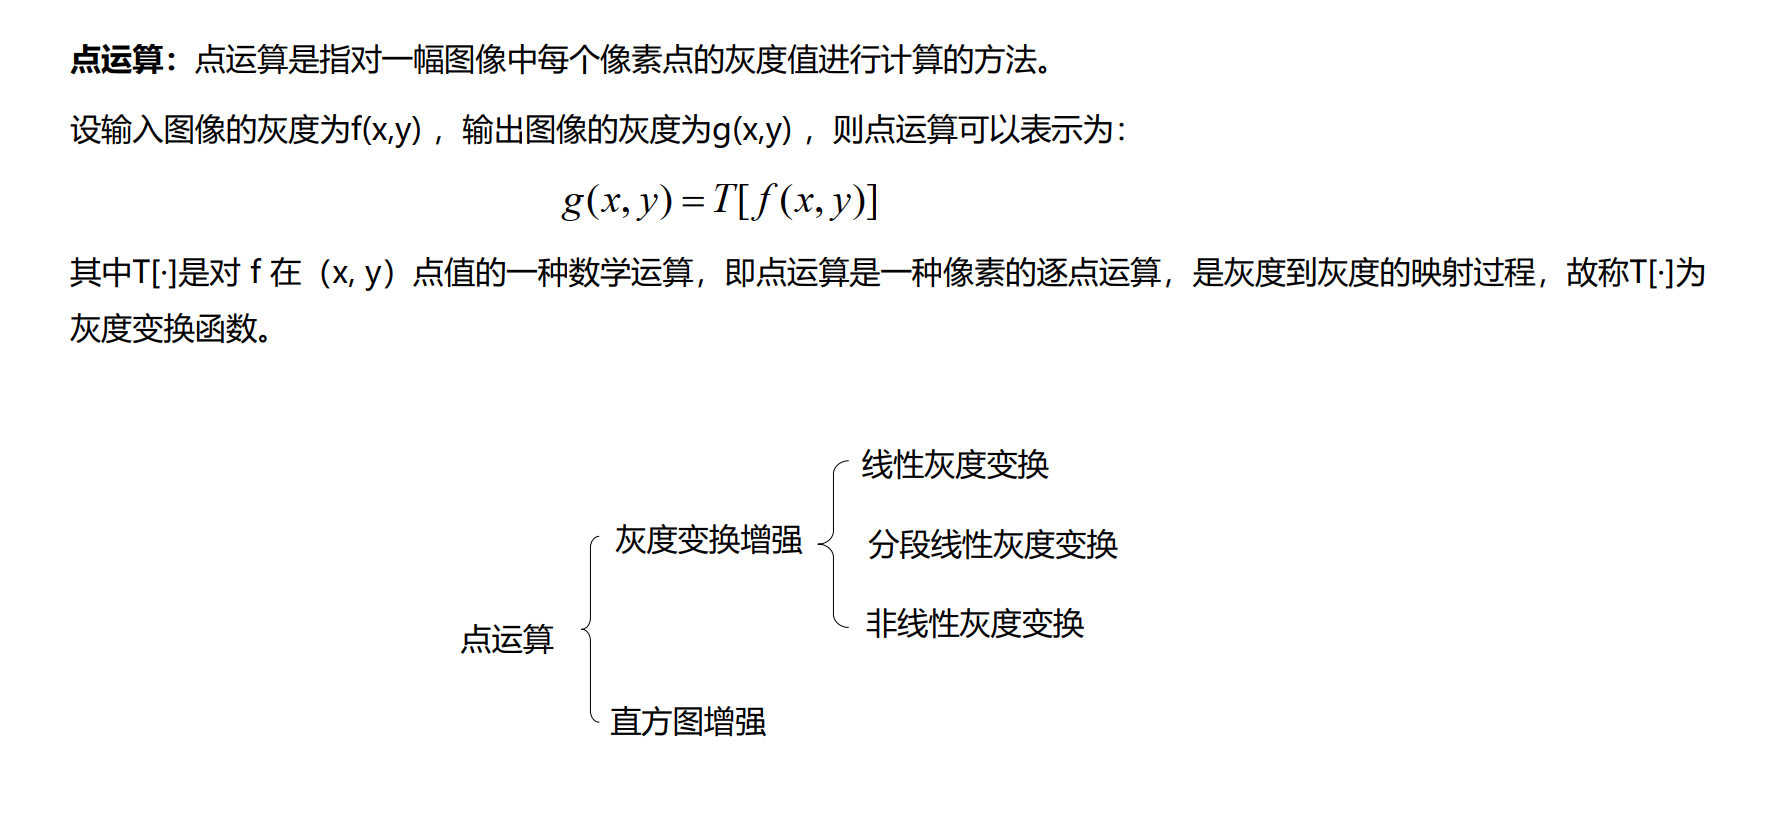 点运算：点运算是指对一幅图像中每个像素点的灰度值进行计算的方法。
设输入图像的灰度为f(x,y) ，输出图像的灰度为g(x,y) ，则点运算可以表示为：
g(x, y) = T[f(x, y)]
其中T[·]是对 f 在（x, y）点值的一种数学运算，即点运算是一种像素的逐点运算，是灰度到灰度的映射过程，故称T[·]为
灰度变换函数。
线性灰度变换
灰度变换增强
分段线性灰度变换
非线性灰度变换
点运算
直方图增强